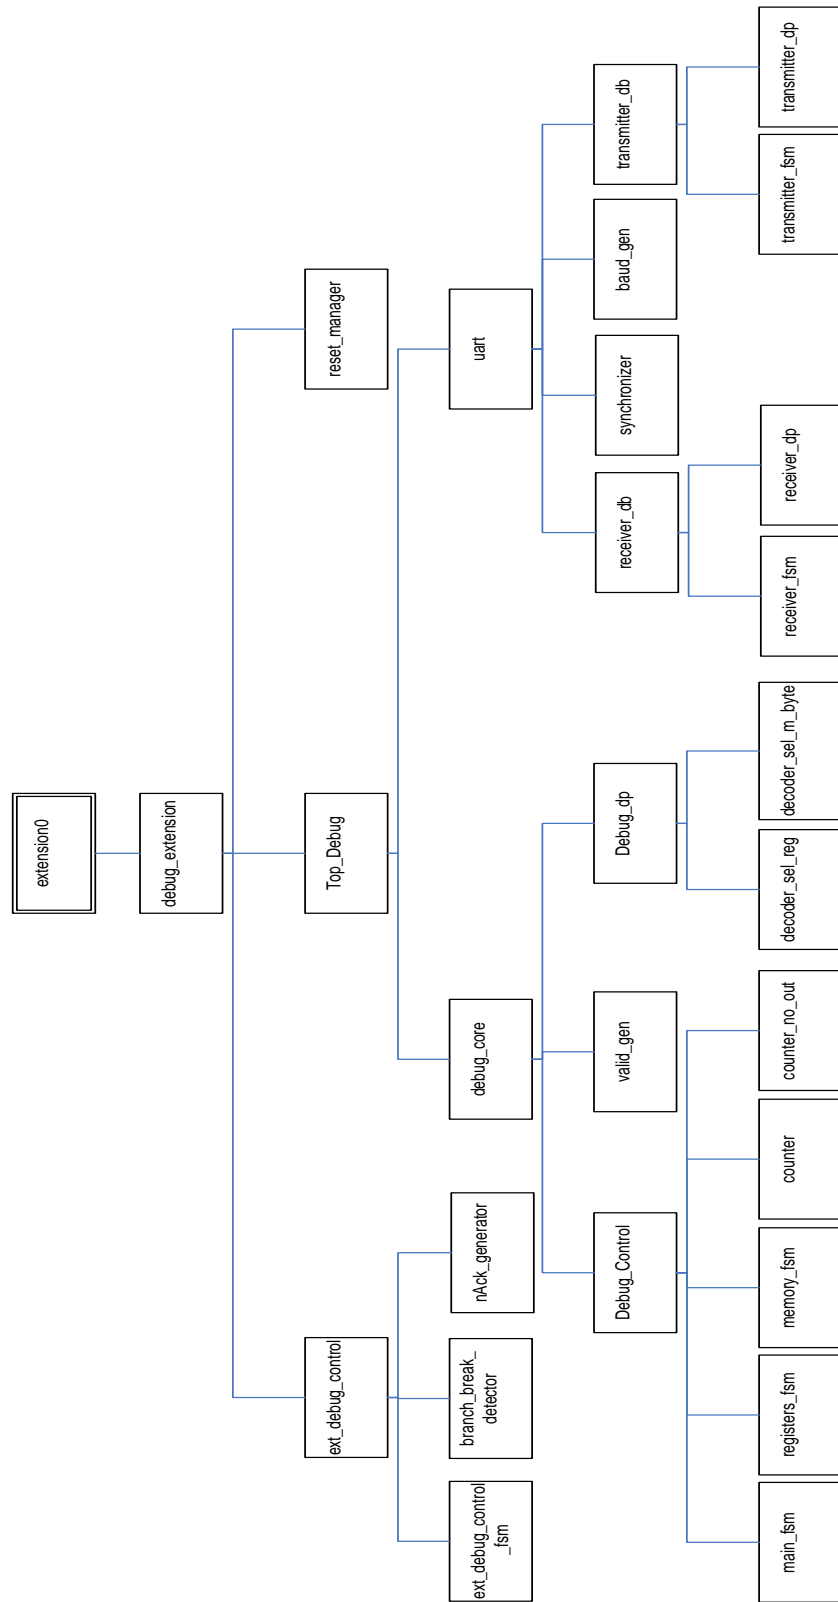 extension0
debug_extension
ext_debug_control
Top_Debug
reset_manager
ext_debug_control
_fsm
branch_break_
detector
nAck_generator
debug_core
uart
Debug_Control
valid_gen
Debug_dp
receiver_db
synchronizer
baud_gen
transmitter_db
main_fsm
registers_fsm
memory_fsm
counter
counter_no_out
decoder_sel_reg
decoder_sel_m_byte
receiver_fsm
receiver_dp
transmitter_fsm
transmitter_dp